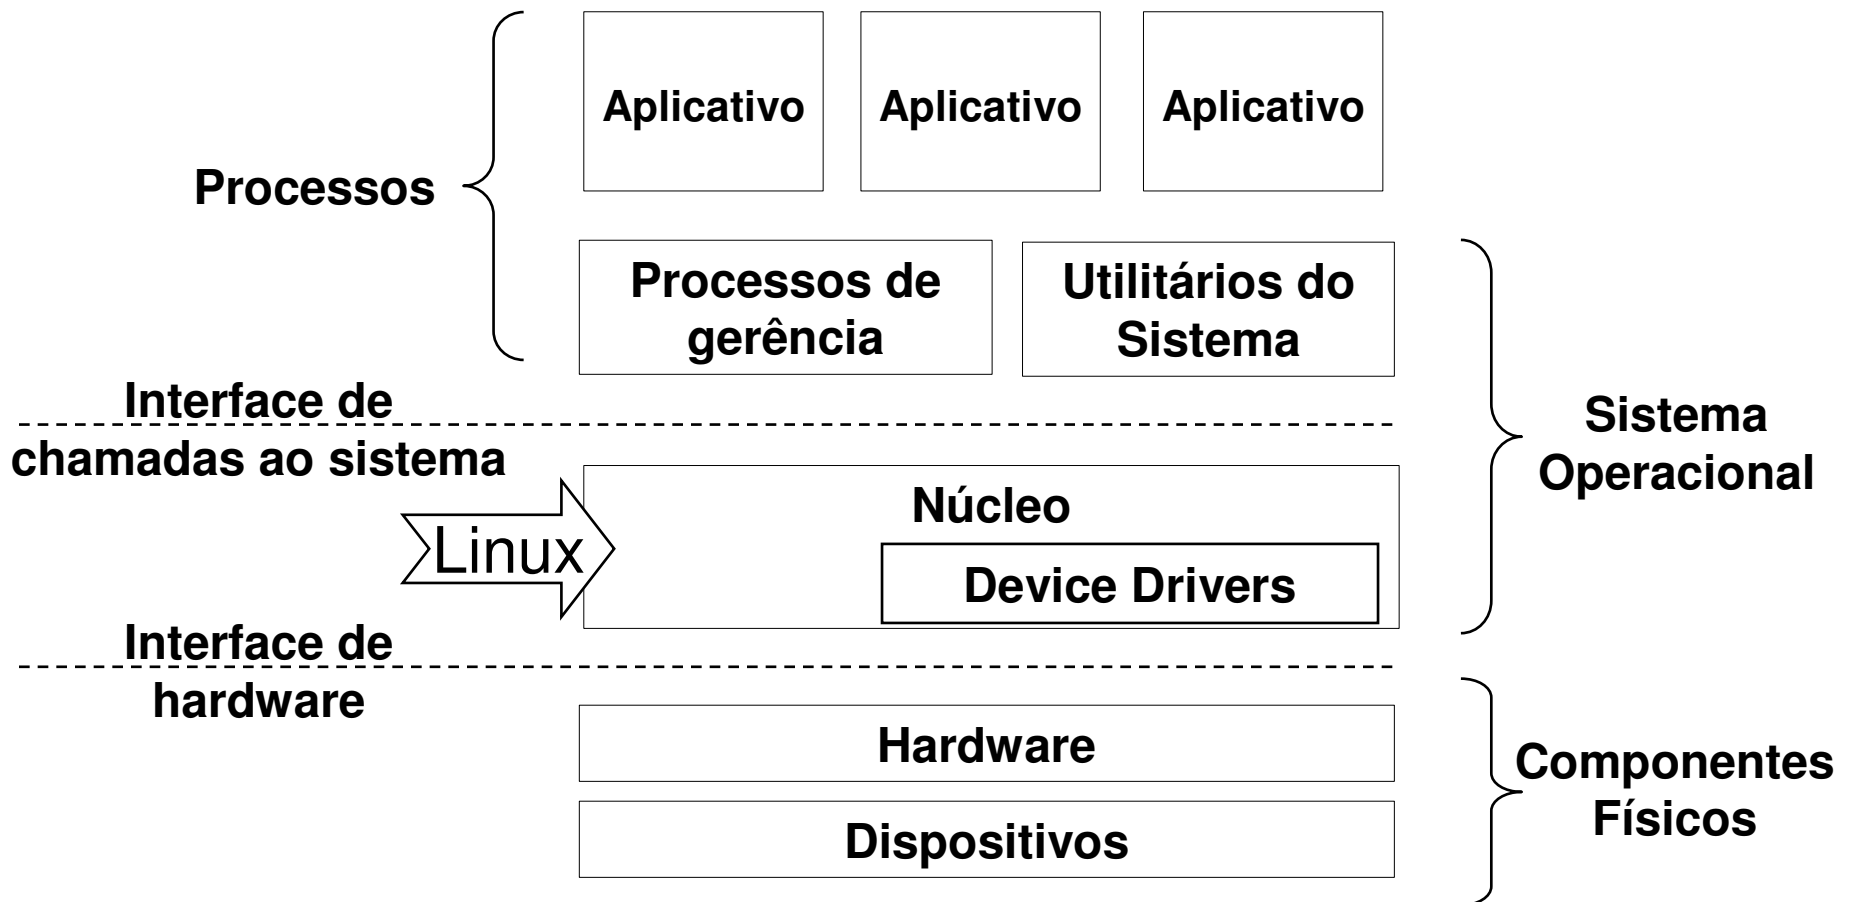 Aplicativo
Aplicativo
Aplicativo
Processos
Processos de
gerência
Utilitários do
Sistema
Interface de
chamadas ao sistema
Sistema
Operacional
Núcleo
Linux
Device Drivers
Interface de
hardware
Hardware
Componentes
Físicos
Dispositivos